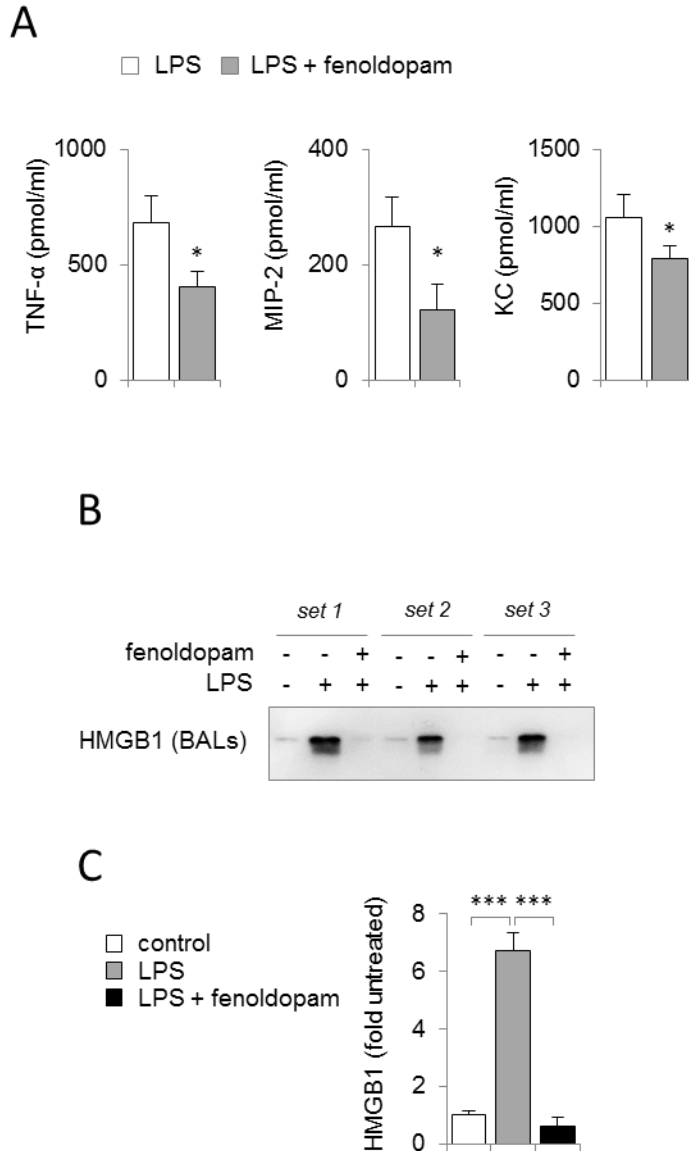 A
LPS LPS + fenoldopam
TNF-α (pmol/ml)
1000
500
0
*
MIP-2 (pmol/ml)
400
200
0
*
KC (pmol/ml)
1500
1000
500
0
*
B
set 1 set 2 set 3
fenoldopam - - + - - + - - +
LPS - + + - + + - + +
HMGB1 (BALs)
C
control
LPS
LPS + fenoldopam
HMGB1 (fold untreated)
8
6
4
2
0
*** ***